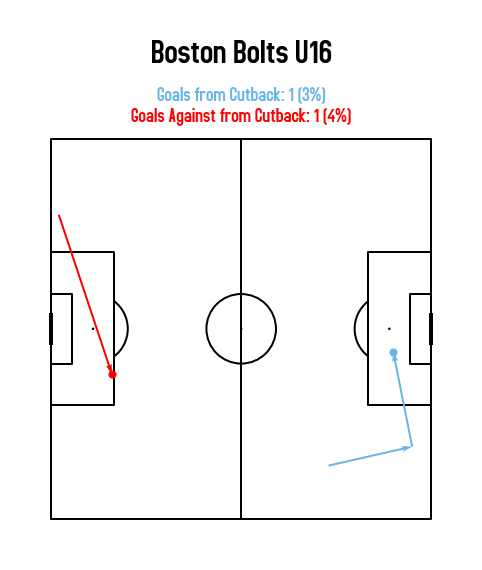 Boston Bolts U16
Goals from Cutback: 1 (3%)
Goals Against from Cutback: 1 (4%)